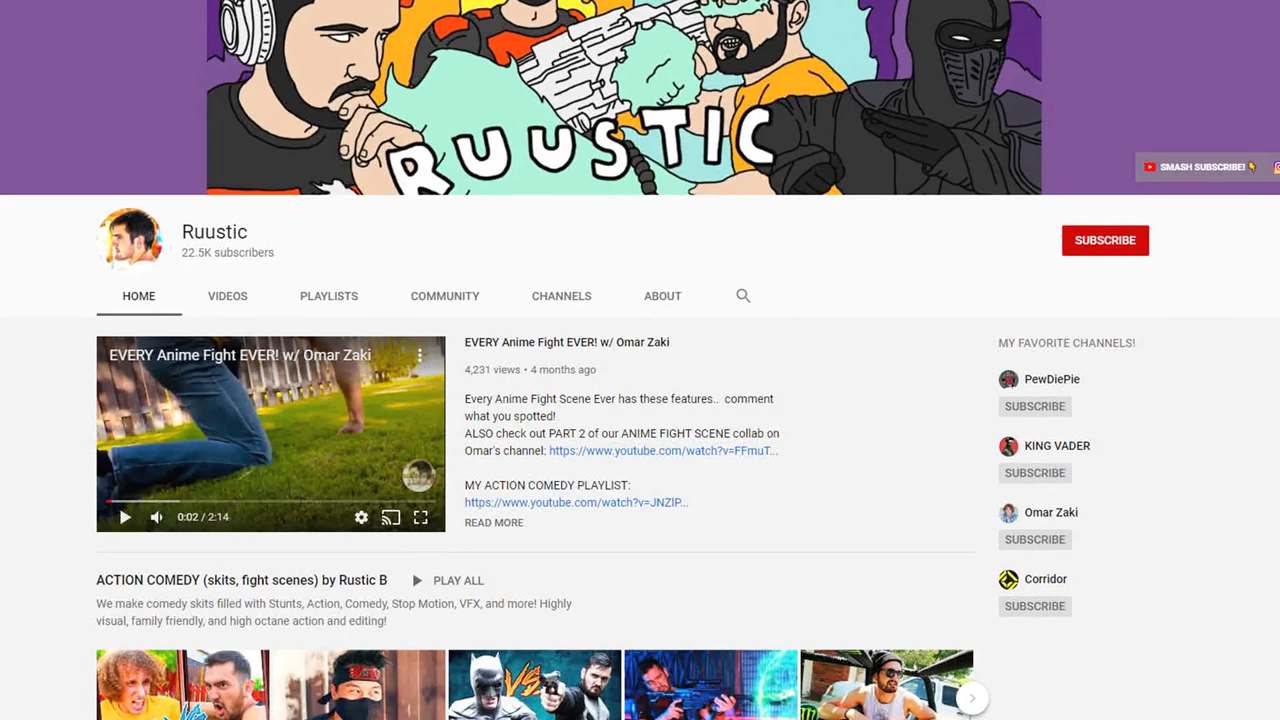 RUUSTIC
SMASH SUBSCRIBE!
Ruustic
22.5K subscribers
SUBSCRIBE
HOME VIDEOS PLAYLISTS COMMUNITY CHANNELS ABOUT
EVERY Anime Fight EVER! w/ Omar Zaki
0:02 / 2:14
EVERY Anime Fight EVER! w/ Omar Zaki
4,231 views • 4 months ago
Every Anime Fight Scene Ever has these features.. comment
what you spotted!
ALSO check out PART 2 of our ANIME FIGHT SCENE collab on
Omar's channel: https://www.youtube.com/watch?v=FFmuT...
MY ACTION COMEDY PLAYLIST:
https://www.youtube.com/watch?v=JNZlP...
READ MORE
MY FAVORITE CHANNELS!
PewDiePie
SUBSCRIBE
KING VADER
SUBSCRIBE
Omar Zaki
SUBSCRIBE
Corridor
SUBSCRIBE
ACTION COMEDY (skits, fight scenes) by Rustic B PLAY ALL
We make comedy skits filled with Stunts, Action, Comedy, Stop Motion, VFX, and more! Highly
visual, family friendly, and high octane action and editing!
VS